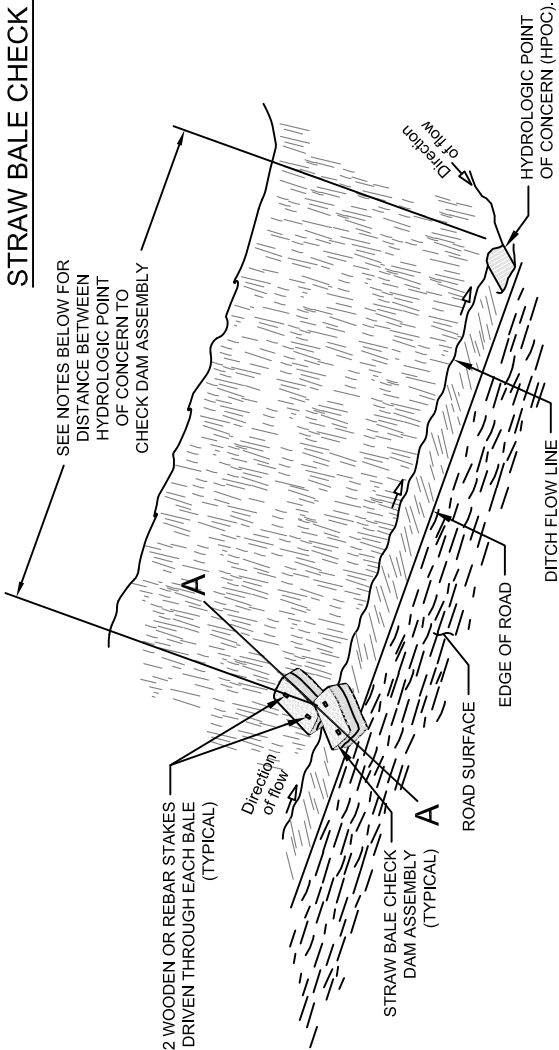 STRAW BALE CHECK
SEE NOTES BELOW FOR
DISTANCE BETWEEN
HYDROLOGIC POINT
OF CONCERN TO
CHECK DAM ASSEMBLY
Direction
of flow
HYDROLOGIC POINT
OF CONCERN (HPOC).
A
2 WOODEN OR REBAR STAKES
DRIVEN THROUGH EACH BALE
(TYPICAL)
Direction
of flow
STRAW BALE CHECK
DAM ASSEMBLY
(TYPICAL)
A
ROAD SURFACE
EDGE OF ROAD
DITCH FLOW LINE